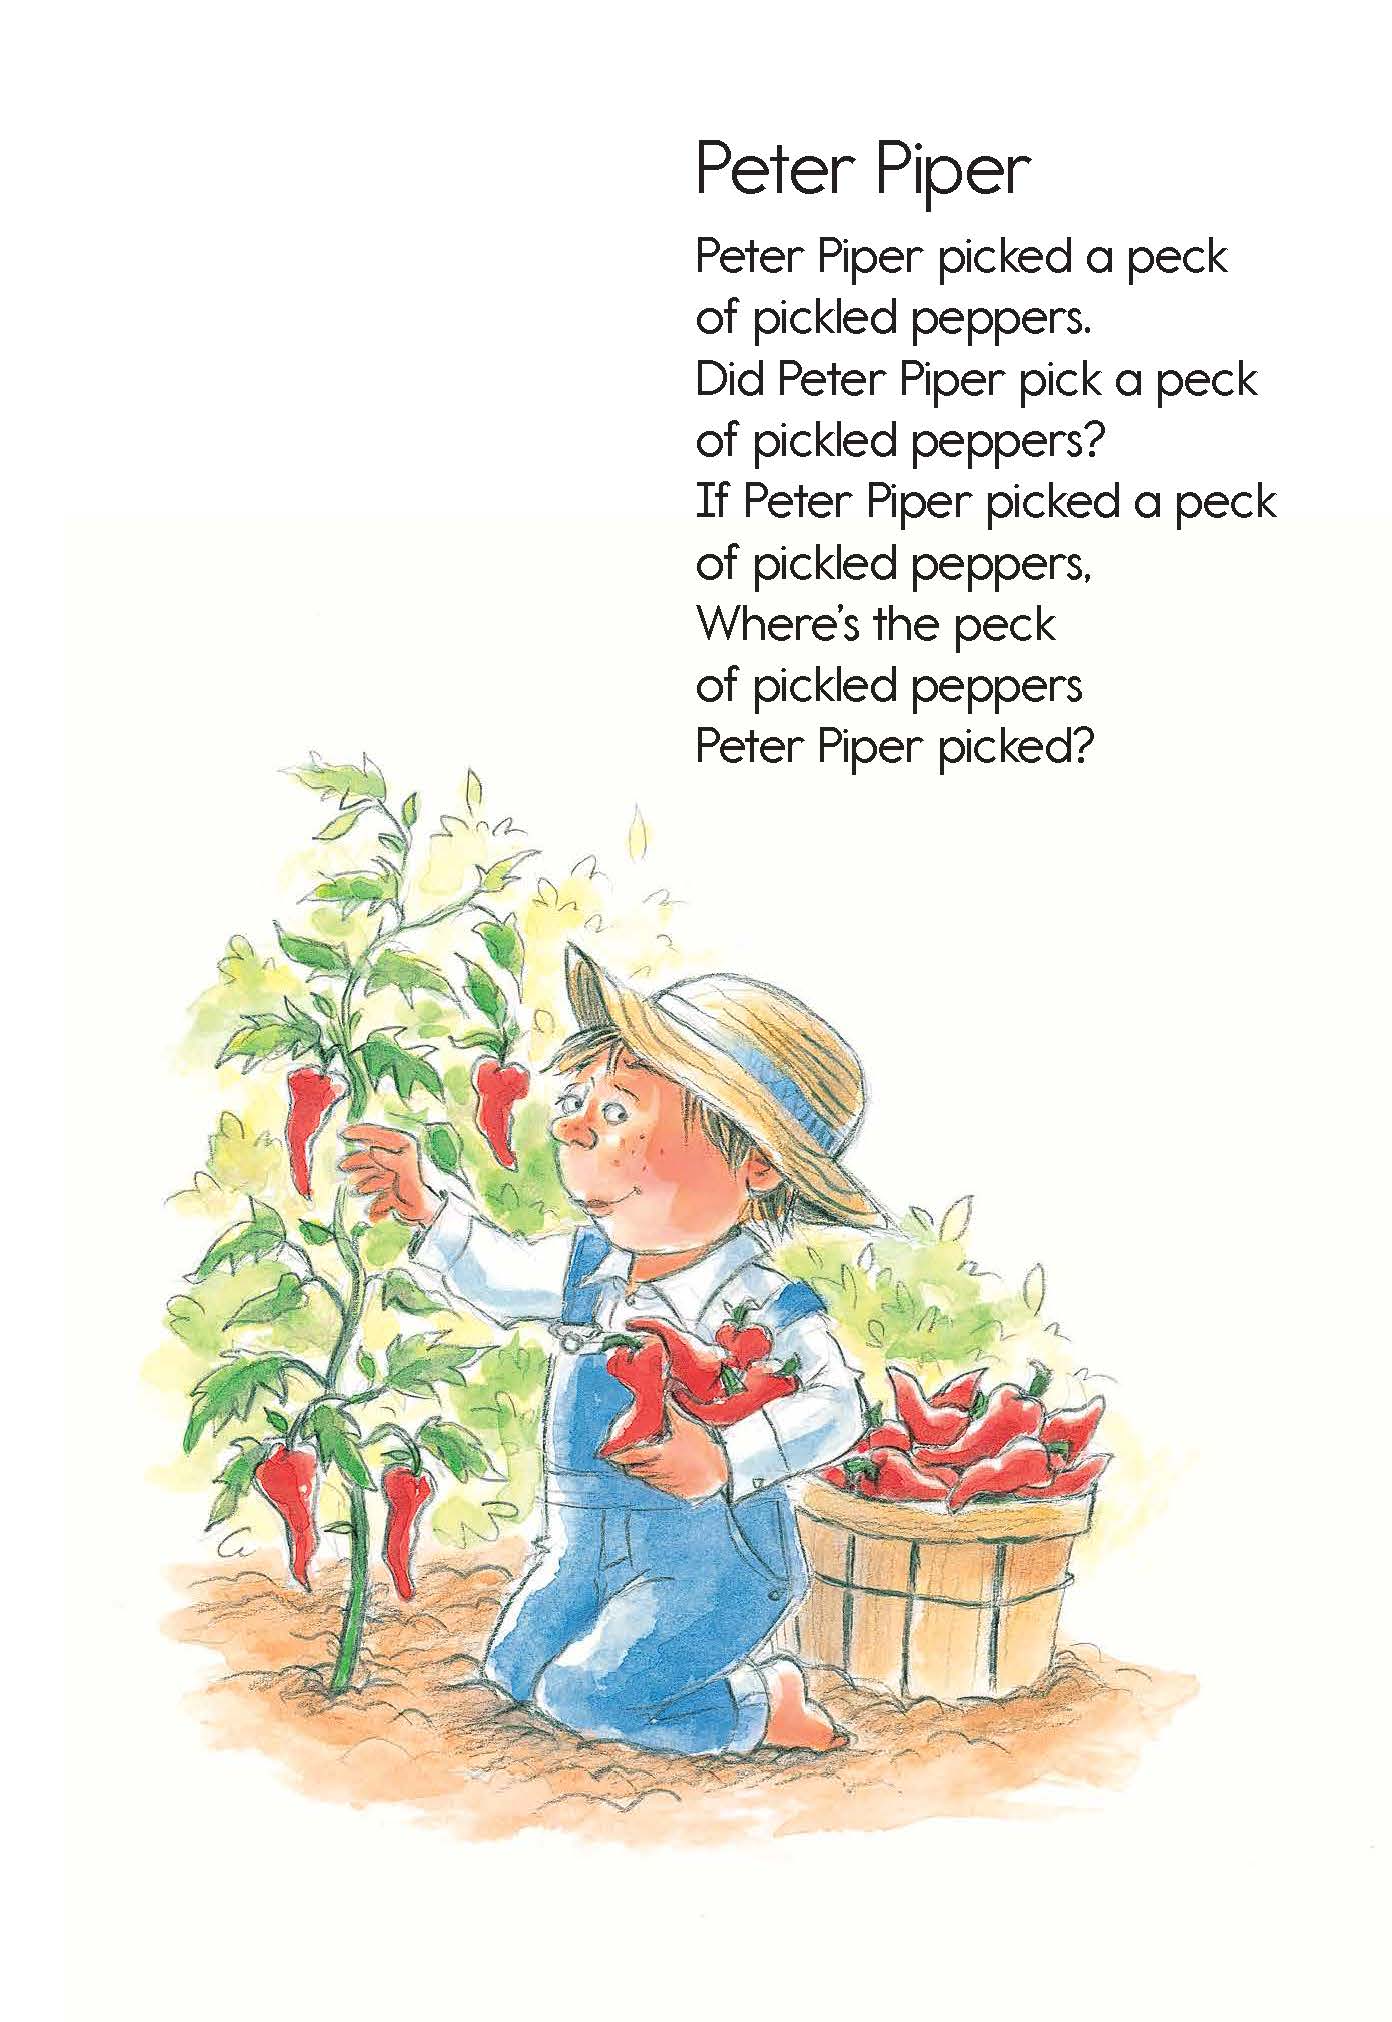 Peter Piper
Peter Piper picked a peck
of pickled peppers.
Did Peter Piper pick a peck
of pickled peppers?
If Peter Piper picked a peck
of pickled peppers,
Where’s the peck
of pickled peppers
Peter Piper picked?